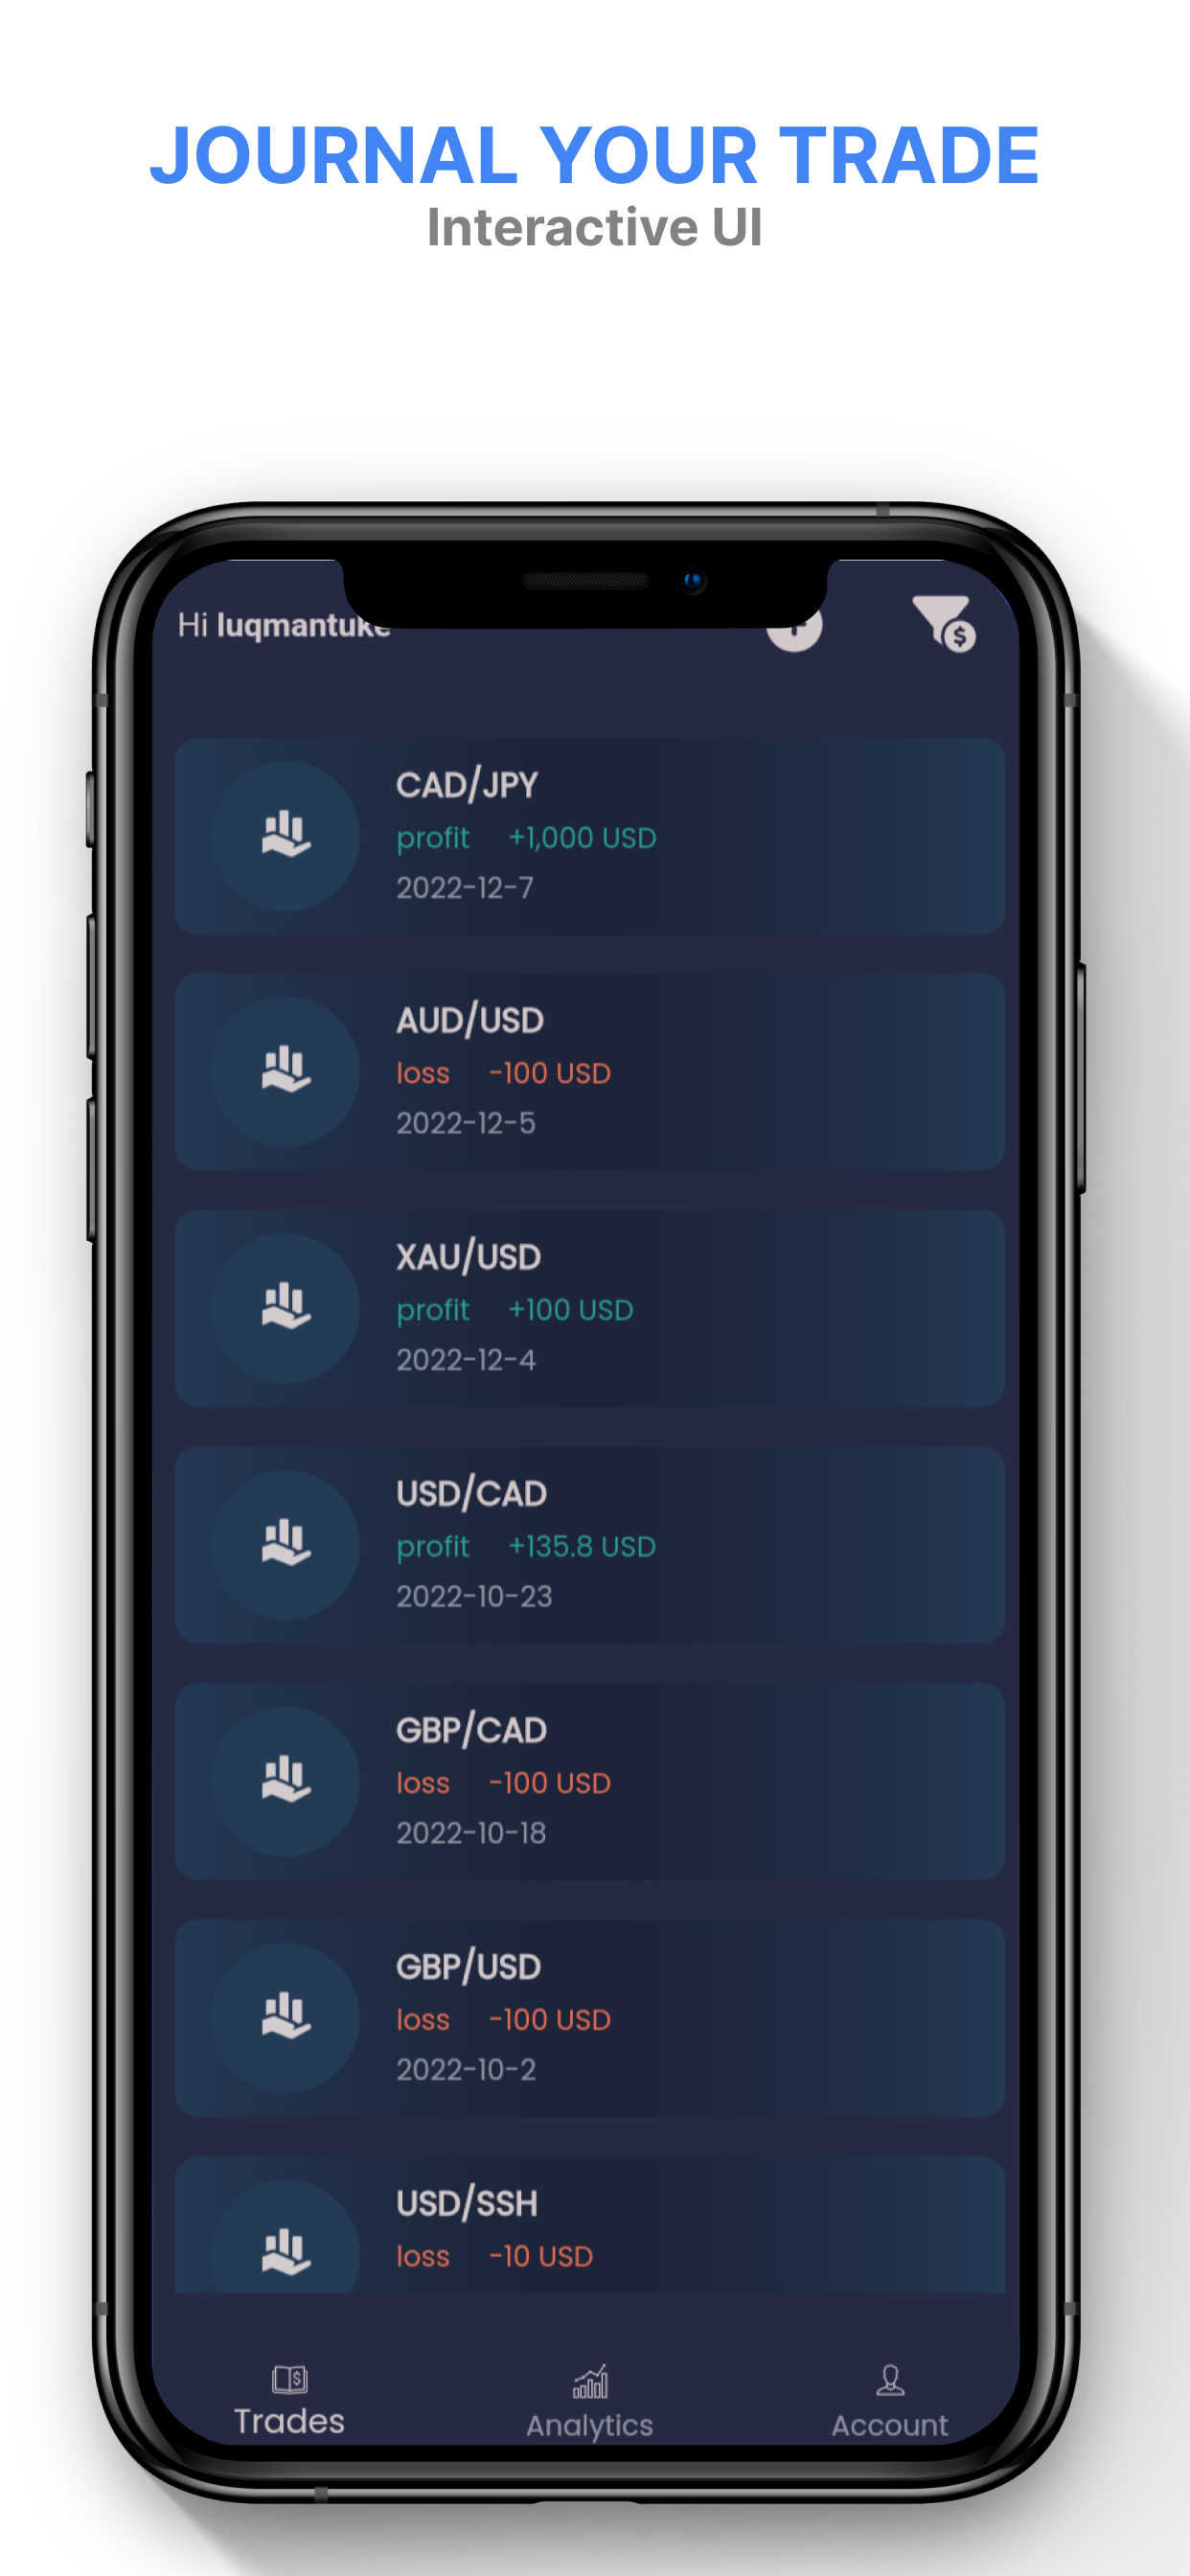 JOURNAL YOUR TRADE
Interactive UI
Hi luqmantuke
CAD/JPY
profit +1,000 USD
2022-12-7
AUD/USD
loss -100 USD
2022-12-5
XAU/USD
profit +100 USD
2022-12-4
USD/CAD
profit +135.8 USD
2022-10-23
GBP/CAD
loss -100 USD
2022-10-18
GBP/USD
loss -100 USD
2022-10-2
USD/SSH
loss -10 USD
Trades Analytics Account